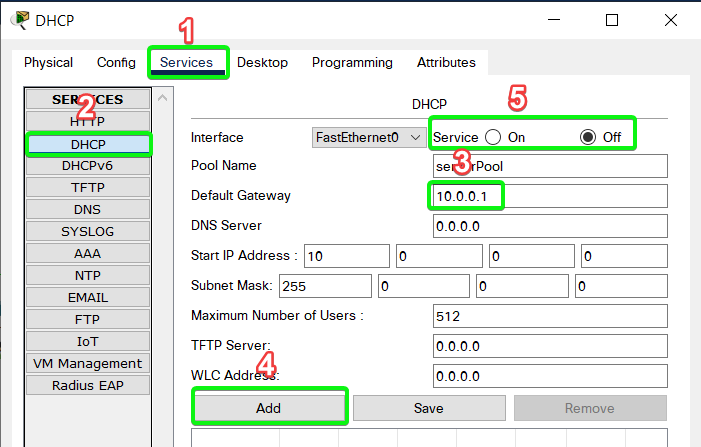 DHCP
1
Physical Config Services Desktop Programming Attributes
SERVICES
2
HTTP
DHCP
DHCPv6
TFTP
DNS
SYSLOG
AAA
NTP
EMAIL
FTP
IoT
VM Management
Radius EAP
DHCP
5
Interface FastEthernet0 Service On Off
3
Pool Name serverPool
Default Gateway 10.0.0.1
DNS Server 0.0.0.0
Start IP Address : 10 0 0 0
Subnet Mask: 255 0 0 0
Maximum Number of Users : 512
TFTP Server: 0.0.0.0
4
WLC Address: 0.0.0.0
Add Save Remove